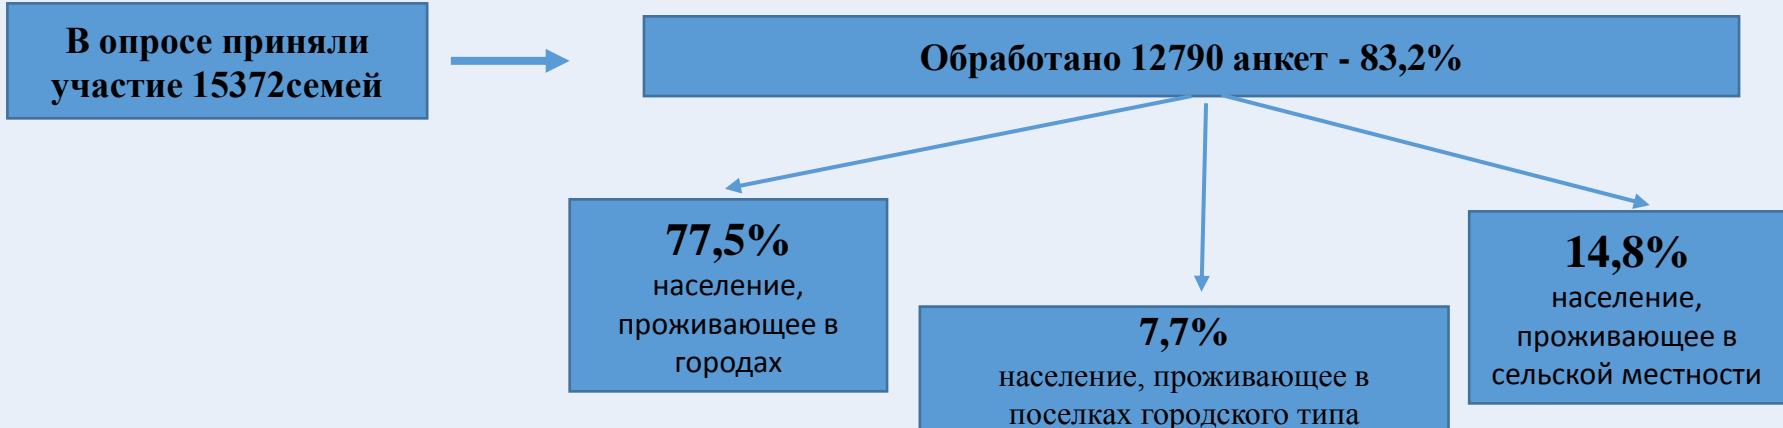 В опросе приняли
участие 15372семей
Обработано 12790 анкет - 83,2%
77,5%
население,
проживающее в
городах
7,7%
население, проживающее в
поселках городского типа
14,8%
население,
проживающее в
сельской местности